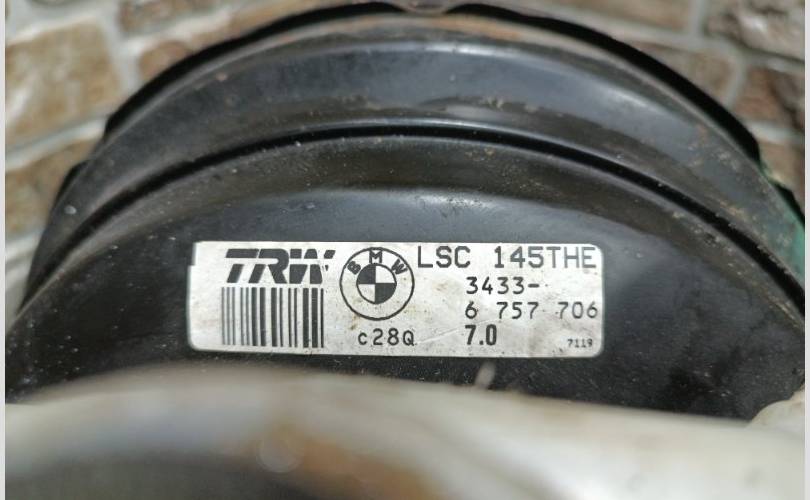 TRW BMW LSC 145THE
3433-
6 757 706
c28Q 7.0 7119